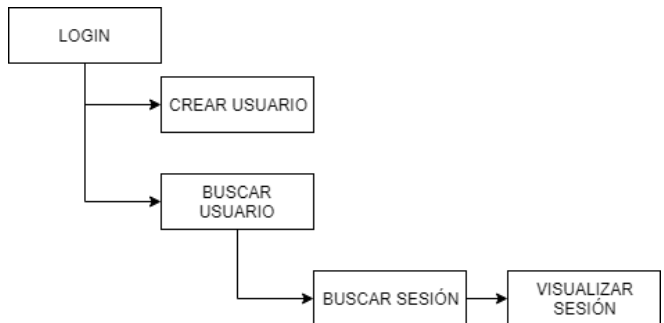 LOGIN
CREAR USUARIO
BUSCAR
USUARIO
BUSCAR SESIÓN
VISUALIZAR
SESIÓN